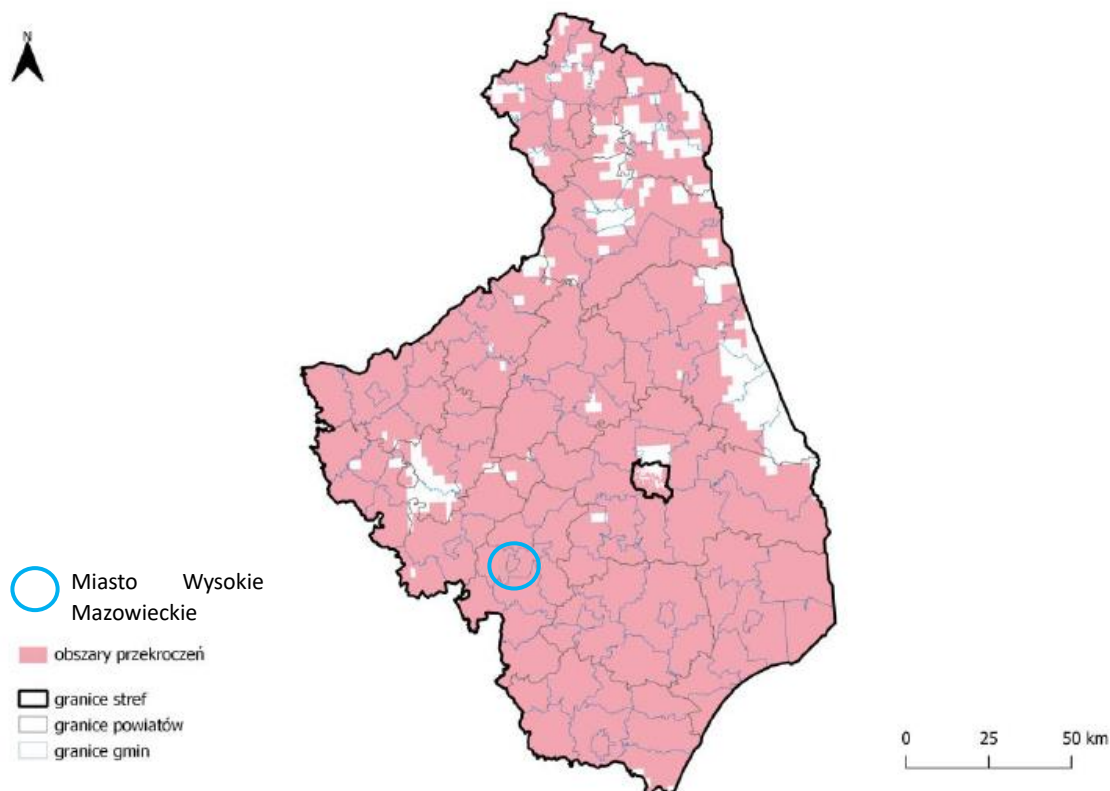 N
Miasto Wysokie
Mazowieckie
obszary przekroczeń
granice stref
granice powiatów
granice gmin
0 25 50 km